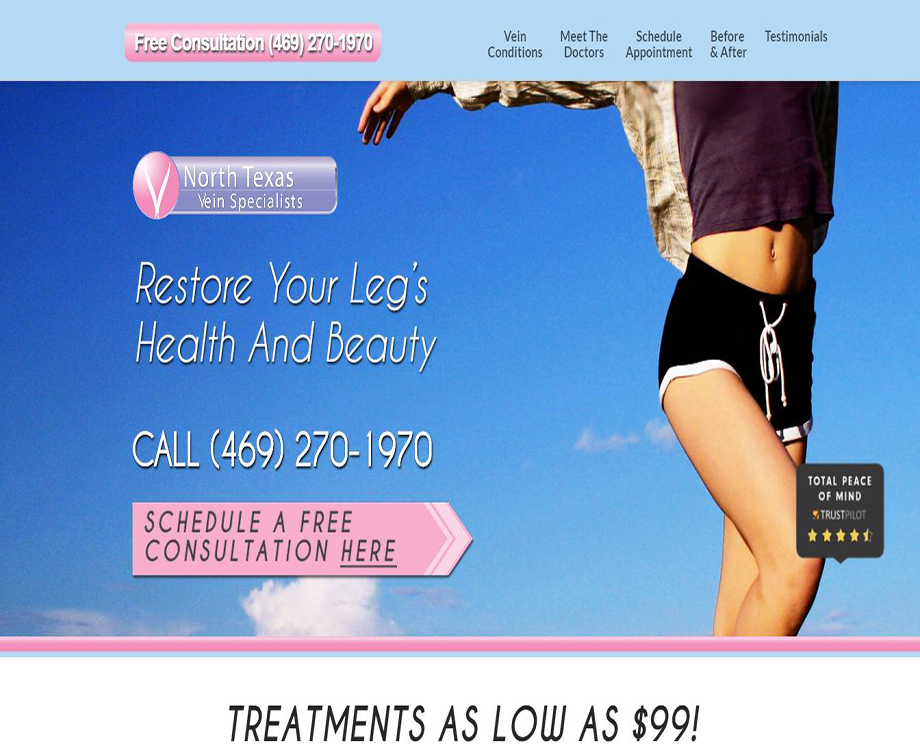 Free Consultation (469) 270-1970
Vein
Conditions
Meet The
Doctors
Schedule
Appointment
Before
& After
Testimonials
North Texas
Vein Specialists
Restore Your Leg's
Health And Beauty
CALL (469) 270-1970
SCHEDULE A FREE
CONSULTATION HERE
TOTAL PEACE
OF MIND
TRUSTPILOT
TREATMENTS AS LOW AS $99!